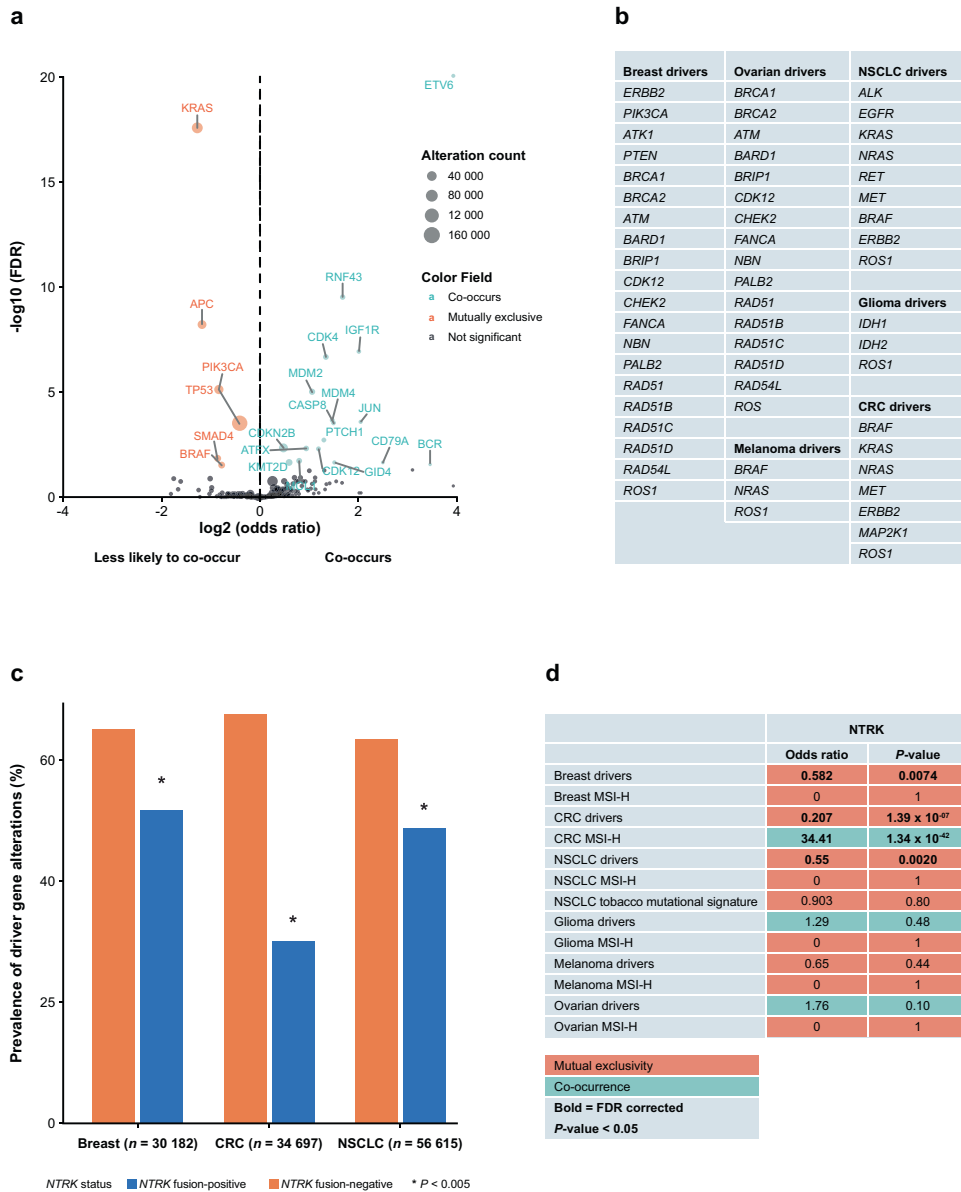 a
20
15
10
5
0
-log10 (FDR)
-4
-2
0
2
4
log2 (odds ratio)
Less likely to co-occur
Co-occurs
ETV6
KRAS
RNF43
APC
IGF1R
CDK4
PIK3CA
MDM2
TP53
MDM4
CASP8
JUN
PTCH1
SMAD4
CDKN2B
CD79A
BCR
BRAF
ATRX
KMT2D
CDK12
GID4
Alteration count
40 000
80 000
12 000
160 000
Color Field
a Co-occurs
a Mutually exclusive
a Not significant
b
Breast drivers Ovarian drivers NSCLC drivers
ERBB2 BRCA1 ALK
PIK3CA BRCA2 EGFR
ATK1 ATM KRAS
PTEN BARD1 NRAS
BRCA1 BRIP1 RET
BRCA2 CDK12 MET
ATM CHEK2 BRAF
BARD1 FANCA ERBB2
BRIP1 NBN ROS1
CDK12 PALB2
CHEK2 RAD51 Glioma drivers
FANCA RAD51B IDH1
NBN RAD51C IDH2
PALB2 RAD51D ROS1
RAD51 RAD54L
RAD51B ROS CRC drivers
RAD51C BRAF
RAD51D Melanoma drivers KRAS
RAD54L BRAF NRAS
ROS1 NRAS MET
ROS1 ERBB2
MAP2K1
ROS1
c
Prevalence of driver gene alterations (%)
60
40
25
0
*
*
*
Breast (n = 30 182) CRC (n = 34 697) NSCLC (n = 56 615)
NTRK status NTRK fusion-positive NTRK fusion-negative * P < 0.005
d
NTRK
Odds ratio P-value
Breast drivers 0.582 0.0074
Breast MSI-H 0 1
CRC drivers 0.207 1.39 x 10⁻⁰⁷
CRC MSI-H 34.41 1.34 x 10⁻⁴²
NSCLC drivers 0.55 0.0020
NSCLC MSI-H 0 1
NSCLC tobacco mutational signature 0.903 0.80
Glioma drivers 1.29 0.48
Glioma MSI-H 0 1
Melanoma drivers 0.65 0.44
Melanoma MSI-H 0 1
Ovarian drivers 1.76 0.10
Ovarian MSI-H 0 1
Mutual exclusivity
Co-ocurrence
Bold = FDR corrected
P-value < 0.05